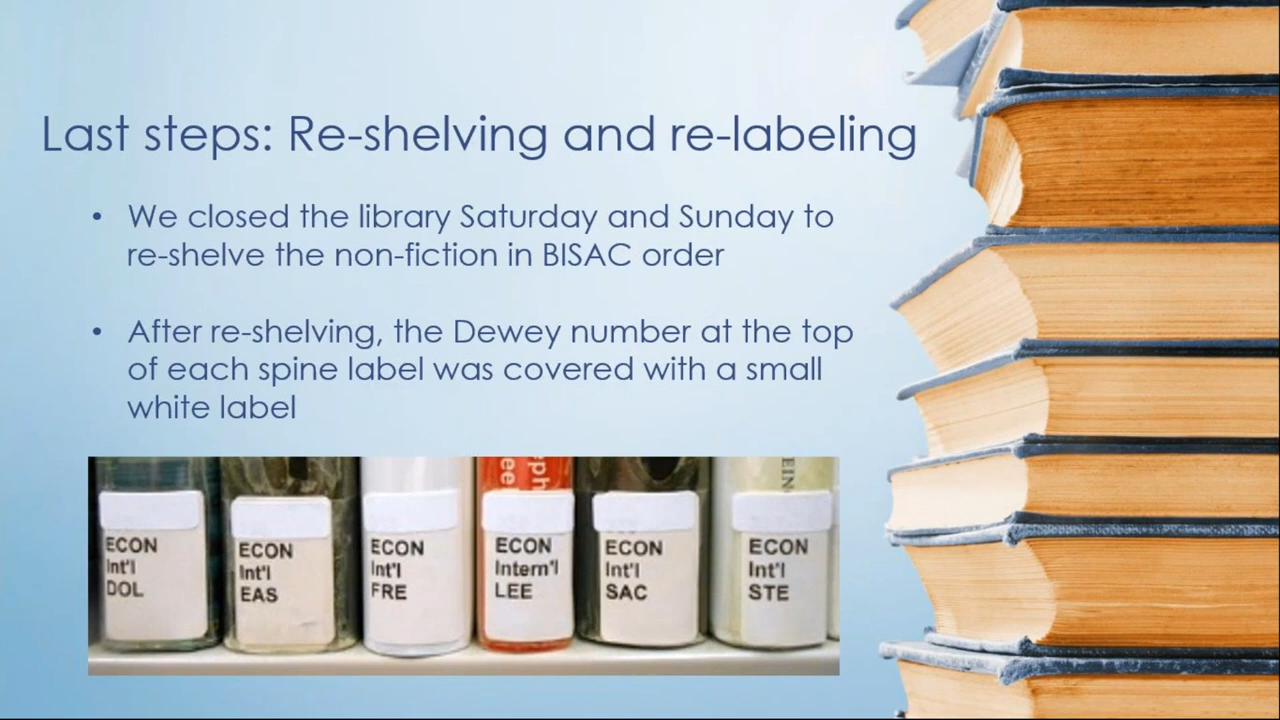 Last steps: Re-shelving and re-labeling
• We closed the library Saturday and Sunday to
re-shelve the non-fiction in BISAC order
• After re-shelving, the Dewey number at the top
of each spine label was covered with a small
white label
ECON
Int'l
DOL
ECON
Int'l
EAS
ECON
Int'l
FRE
ECON
Intern'l
LEE
ECON
Int'l
SAC
ECON
Int'l
STE